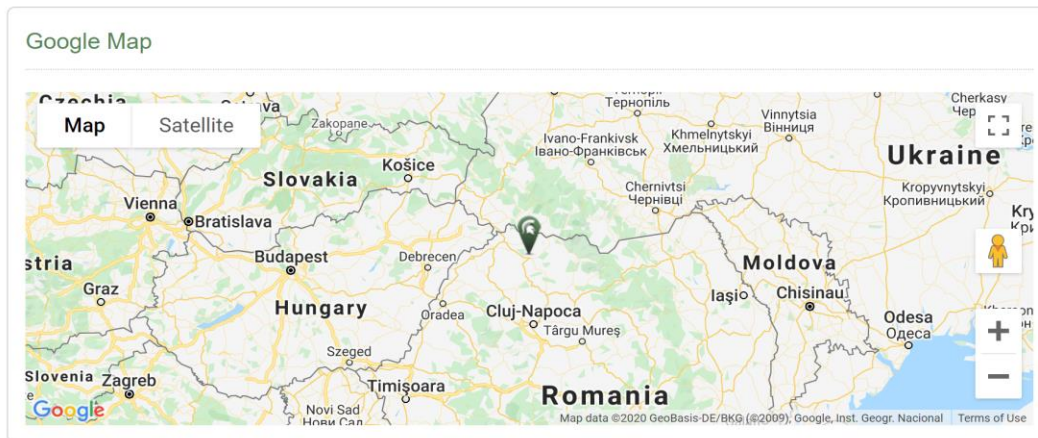 Google Map
Map
Satellite
Zakopane
Тернопіль
Vinnytsia
Вінниця
Cherkasy
Ivano-Frankivsk
Івано-Франківськ
Khmelnytskyi
Хмельницький
Ukraine
Košice
Slovakia
Chernivtsi
Чернівці
Kropyvnytskyi
Кропивницький
Vienna
Bratislava
Budapest
Debrecen
Moldova
Graz
Hungary
Oradea
Cluj-Napoca
Târgu Mureș
Iași
Chisinau
Odesa
Одеса
Szeged
Slovenia
Zagreb
Timișoara
Romania
Google
Novi Sad
Нови Сад
Map data ©2020 GeoBasis-DE/BKG (©2009), Google, Inst. Geogr. Nacional
Terms of Use